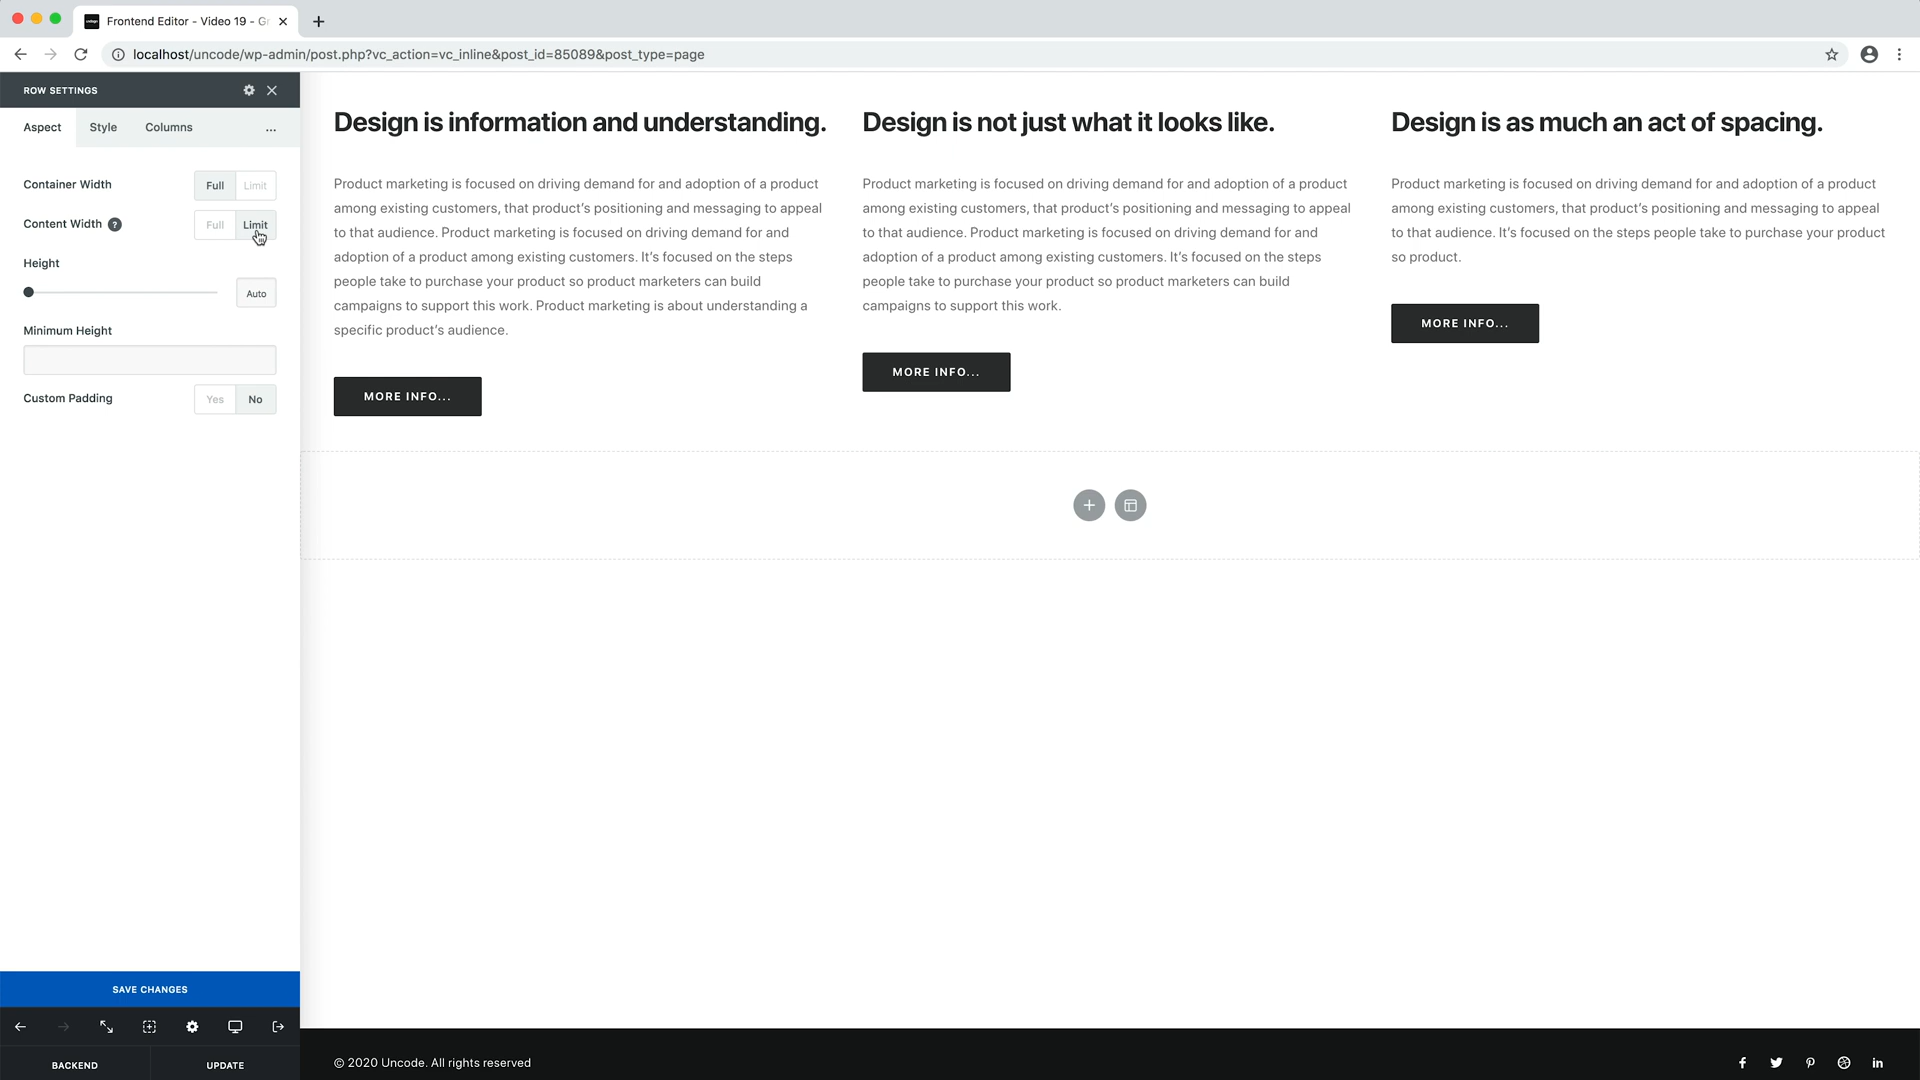 Frontend Editor - Video 19 - Gr
localhost/uncode/wp-admin/post.php?vc_action=vc_inline&post_id=85089&post_type=page
ROW SETTINGS
Aspect
Style
Columns
...
Container Width
Full
Limit
Content Width ?
Full
Limit
Height
Auto
Minimum Height
Custom Padding
Yes
No
SAVE CHANGES
BACKEND
UPDATE
Design is information and understanding.
Product marketing is focused on driving demand for and adoption of a product
among existing customers, that product’s positioning and messaging to appeal
to that audience. Product marketing is focused on driving demand for and
adoption of a product among existing customers. It’s focused on the steps
people take to purchase your product so product marketers can build
campaigns to support this work. Product marketing is about understanding a
specific product’s audience.
MORE INFO...
Design is not just what it looks like.
Product marketing is focused on driving demand for and adoption of a product
among existing customers, that product’s positioning and messaging to appeal
to that audience. Product marketing is focused on driving demand for and
adoption of a product among existing customers. It’s focused on the steps
people take to purchase your product so product marketers can build
campaigns to support this work.
MORE INFO...
Design is as much an act of spacing.
Product marketing is focused on driving demand for and adoption of a product
among existing customers, that product’s positioning and messaging to appeal
to that audience. It’s focused on the steps people take to purchase your product
so product.
MORE INFO...
© 2020 Uncode. All rights reserved